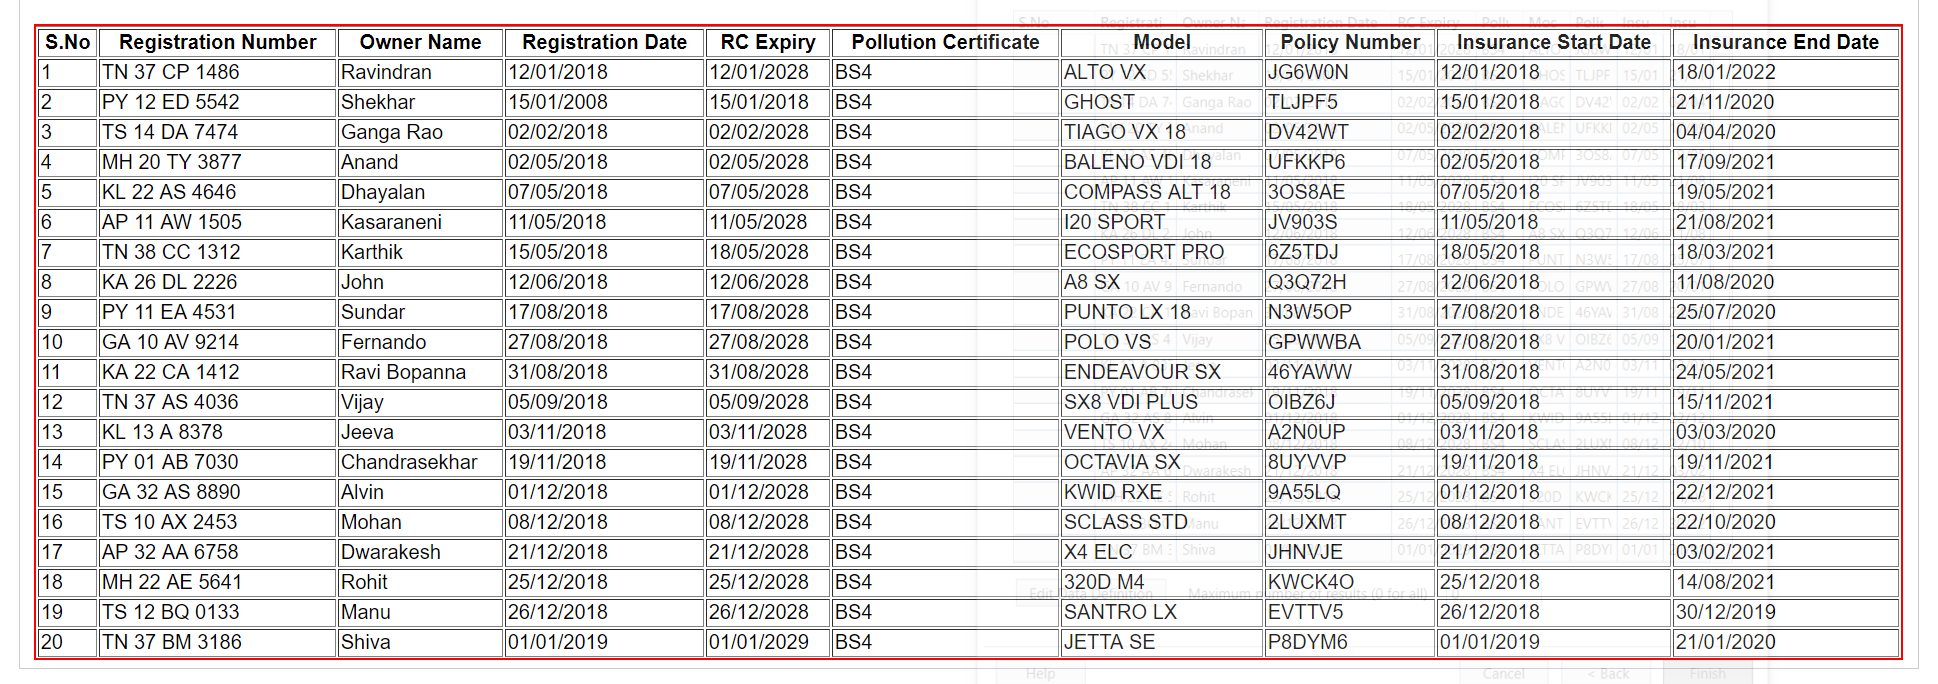 S.No Registration Number Owner Name Registration Date RC Expiry Pollution Certificate Model Policy Number Insurance Start Date Insurance End Date
1 TN 37 CP 1486 Ravindran 12/01/2018 12/01/2028 BS4 ALTO VX JG6W0N 12/01/2018 18/01/2022
2 PY 12 ED 5542 Shekhar 15/01/2008 15/01/2018 BS4 GHOST TLJPF5 15/01/2018 21/11/2020
3 TS 14 DA 7474 Ganga Rao 02/02/2018 02/02/2028 BS4 TIAGO VX 18 DV42WT 02/02/2018 04/04/2020
4 MH 20 TY 3877 Anand 02/05/2018 02/05/2028 BS4 BALENO VDI 18 UFKKP6 02/05/2018 17/09/2021
5 KL 22 AS 4646 Dhayalan 07/05/2018 07/05/2028 BS4 COMPASS ALT 18 3OS8AE 07/05/2018 19/05/2021
6 AP 11 AW 1505 Kasaraneni 11/05/2018 11/05/2028 BS4 I20 SPORT JV903S 11/05/2018 21/08/2021
7 TN 38 CC 1312 Karthik 15/05/2018 18/05/2028 BS4 ECOSPORT PRO 6Z5TDJ 18/05/2018 18/03/2021
8 KA 26 DL 2226 John 12/06/2018 12/06/2028 BS4 A8 SX Q3Q72H 12/06/2018 11/08/2020
9 PY 11 EA 4531 Sundar 17/08/2018 17/08/2028 BS4 PUNTO LX 18 N3W5OP 17/08/2018 25/07/2020
10 GA 10 AV 9214 Fernando 27/08/2018 27/08/2028 BS4 POLO VS GPWWBA 27/08/2018 20/01/2021
11 KA 22 CA 1412 Ravi Bopanna 31/08/2018 31/08/2028 BS4 ENDEAVOUR SX 46YAWW 31/08/2018 24/05/2021
12 TN 37 AS 4036 Vijay 05/09/2018 05/09/2028 BS4 SX8 VDI PLUS OIBZ6J 05/09/2018 15/11/2021
13 KL 13 A 8378 Jeeva 03/11/2018 03/11/2028 BS4 VENTO VX A2N0UP 03/11/2018 03/03/2020
14 PY 01 AB 7030 Chandrasekhar 19/11/2018 19/11/2028 BS4 OCTAVIA SX 8UYVVP 19/11/2018 19/11/2021
15 GA 32 AS 8890 Alvin 01/12/2018 01/12/2028 BS4 KWID RXE 9A55LQ 01/12/2018 22/12/2021
16 TS 10 AX 2453 Mohan 08/12/2018 08/12/2028 BS4 SCLASS STD 2LUXMT 08/12/2018 22/10/2020
17 AP 32 AA 6758 Dwarakesh 21/12/2018 21/12/2028 BS4 X4 ELC JHNVJE 21/12/2018 03/02/2021
18 MH 22 AE 5641 Rohit 25/12/2018 25/12/2028 BS4 320D M4 KWCK4O 25/12/2018 14/08/2021
Edit Data Definition Maximum number of results (0 for all)
19 TS 12 BQ 0133 Manu 26/12/2018 26/12/2028 BS4 SANTRO LX EVTTV5 26/12/2018 30/12/2019
20 TN 37 BM 3186 Shiva 01/01/2019 01/01/2029 BS4 JETTA SE P8DYM6 01/01/2019 21/01/2020
Help Cancel < Back Finish